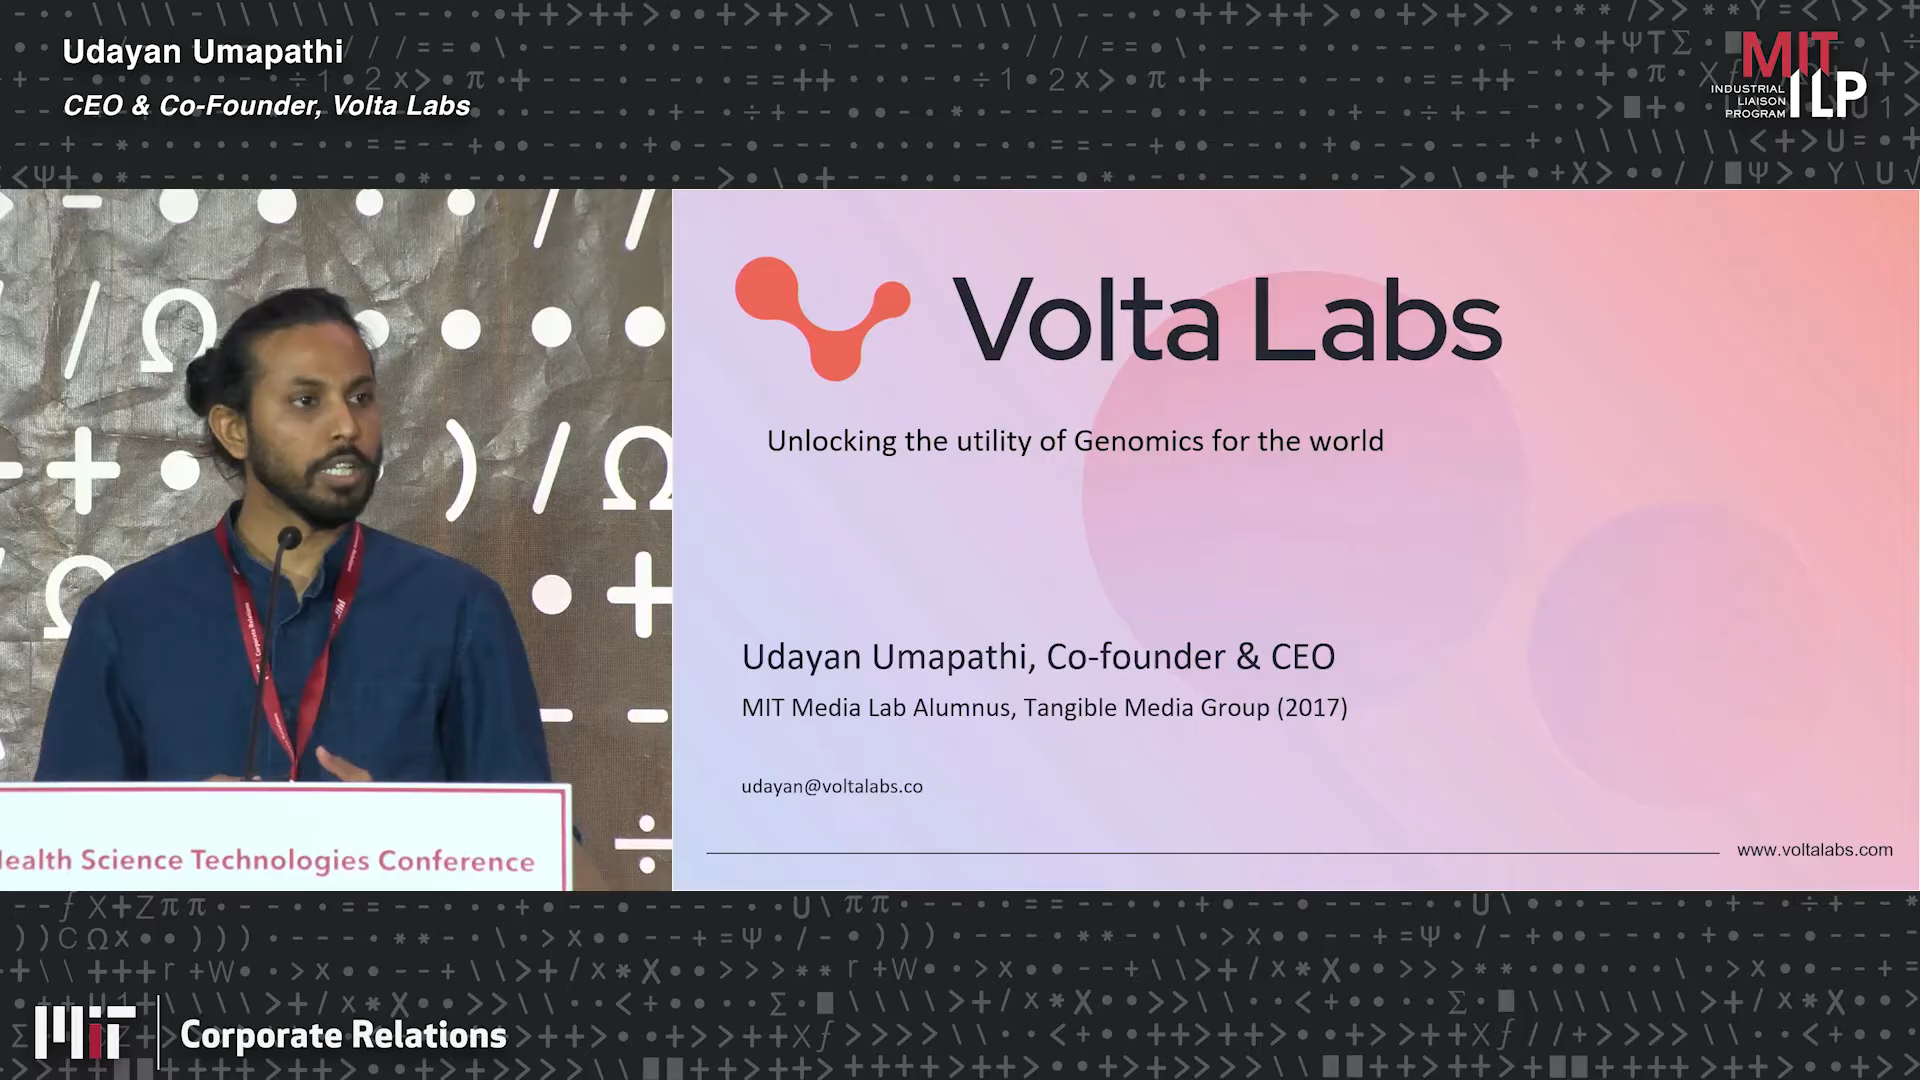 Udayan Umapathi
CEO & Co-Founder, Volta Labs
MIT
ILP
INDUSTRIAL
LIAISON
PROGRAM
Volta Labs
Unlocking the utility of Genomics for the world
Udayan Umapathi, Co-founder & CEO
MIT Media Lab Alumnus, Tangible Media Group (2017)
udayan@voltalabs.co
www.voltalabs.com
ealth Science Technologies Conference
MIT
Corporate Relations